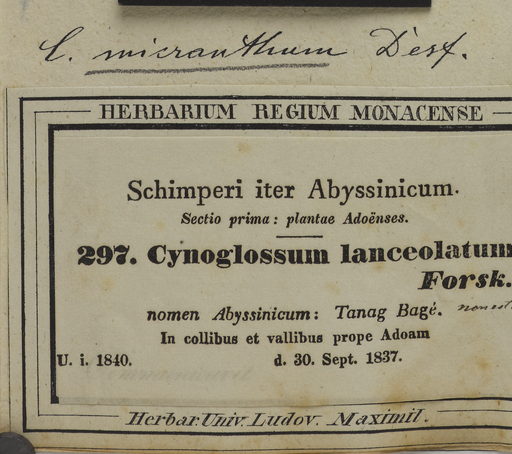 C. micranthum Desf.
HERBARIUM REGIUM MONACENSE
Schimperi iter Abyssinicum.
Sectio prima: plantae Adoënses.
297. Cynoglossum lanceolatum
Forsk.
nomen Abyssinicum: Tanag Bagé.
In collibus et vallibus prope Adoam
U. i. 1840. d. 30. Sept. 1837.
Herbar. Univ. Ludov. Maximil.